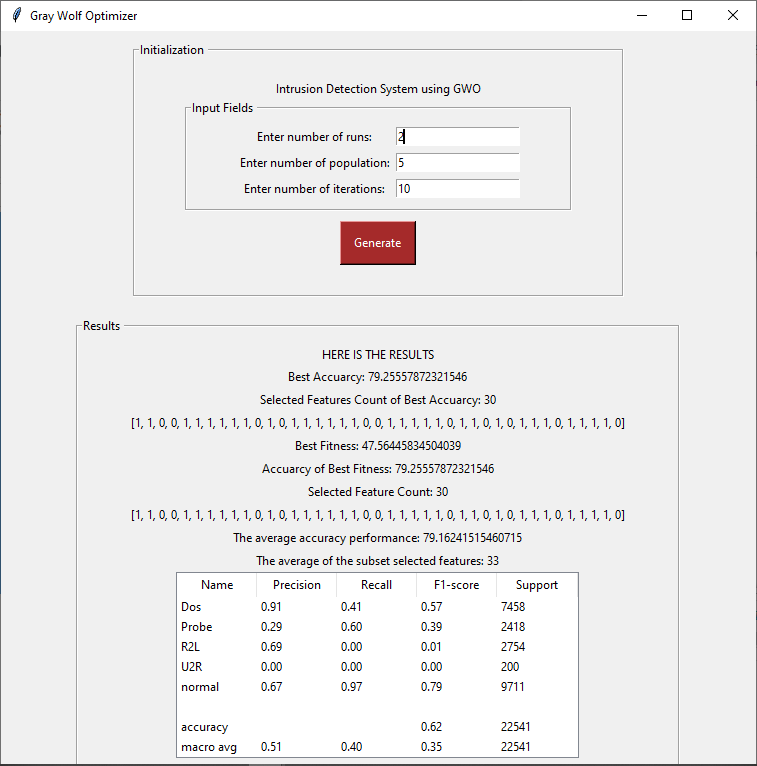 Gray Wolf Optimizer
Initialization
Intrusion Detection System using GWO
Input Fields
Enter number of runs: 2
Enter number of population: 5
Enter number of iterations: 10
Generate
Results
HERE IS THE RESULTS
Best Accuarcy: 79.25557872321546
Selected Features Count of Best Accuarcy: 30
[1, 1, 0, 0, 1, 1, 1, 1, 1, 1, 0, 1, 0, 1, 1, 1, 1, 1, 1, 0, 0, 1, 1, 1, 1, 1, 0, 1, 1, 0, 1, 0, 1, 1, 1, 0, 1, 1, 1, 1, 0]
Best Fitness: 47.56445834504039
Accuarcy of Best Fitness: 79.25557872321546
Selected Feature Count: 30
[1, 1, 0, 0, 1, 1, 1, 1, 1, 1, 0, 1, 0, 1, 1, 1, 1, 1, 1, 0, 0, 1, 1, 1, 1, 1, 0, 1, 1, 0, 1, 0, 1, 1, 1, 0, 1, 1, 1, 1, 0]
The average accuracy performance: 79.16241515460715
The average of the subset selected features: 33
Name Precision Recall F1-score Support
Dos 0.91 0.41 0.57 7458
Probe 0.29 0.60 0.39 2418
R2L 0.69 0.00 0.01 2754
U2R 0.00 0.00 0.00 200
normal 0.67 0.97 0.79 9711
accuracy 0.62 22541
macro avg 0.51 0.40 0.35 22541